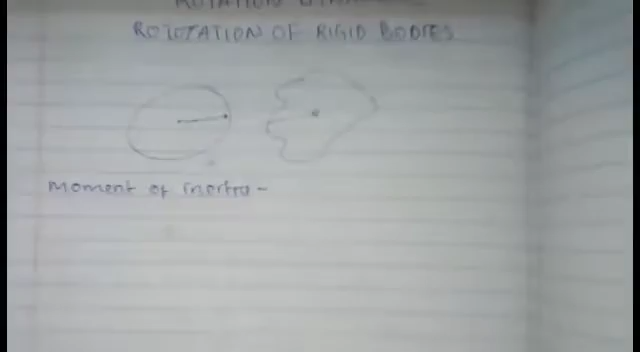 ROTATION OF RIGID BODIES
moment of inertia -